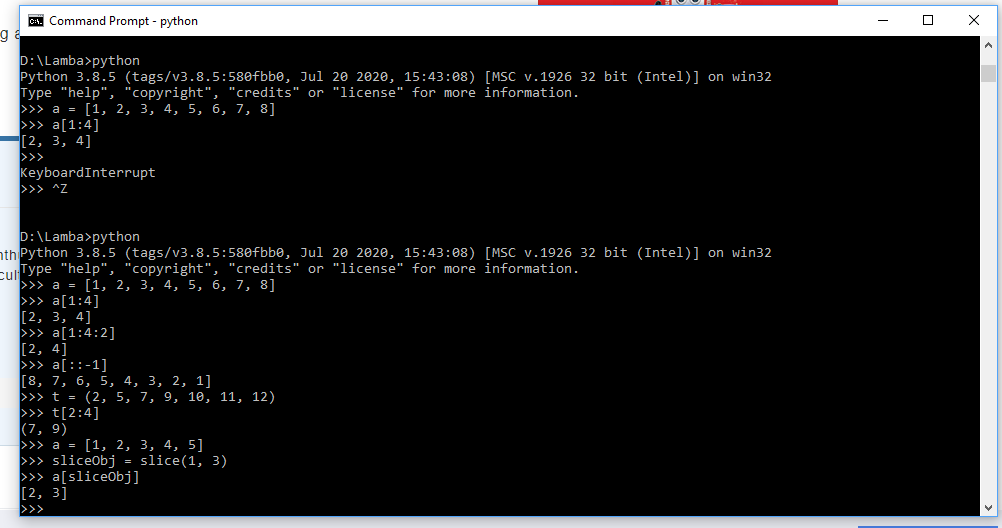 Command Prompt - python
g a
D:\Lamba>python
Python 3.8.5 (tags/v3.8.5:580fbb0, Jul 20 2020, 15:43:08) [MSC v.1926 32 bit (Intel)] on win32
Type "help", "copyright", "credits" or "license" for more information.
>>> a = [1, 2, 3, 4, 5, 6, 7, 8]
>>> a[1:4]
[2, 3, 4]
>>>
KeyboardInterrupt
>>> ^Z
D:\Lamba>python
Python 3.8.5 (tags/v3.8.5:580fbb0, Jul 20 2020, 15:43:08) [MSC v.1926 32 bit (Intel)] on win32
Type "help", "copyright", "credits" or "license" for more information.
>>> a = [1, 2, 3, 4, 5, 6, 7, 8]
>>> a[1:4]
[2, 3, 4]
>>> a[1:4:2]
[2, 4]
>>> a[::-1]
[8, 7, 6, 5, 4, 3, 2, 1]
>>> t = (2, 5, 7, 9, 10, 11, 12)
>>> t[2:4]
(7, 9)
>>> a = [1, 2, 3, 4, 5]
>>> sliceObj = slice(1, 3)
>>> a[sliceObj]
[2, 3]
>>>